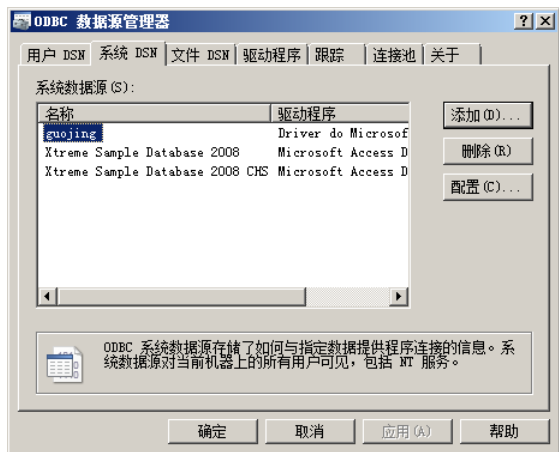 ODBC 数据源管理器
用户 DSN 系统 DSN 文件 DSN 驱动程序 跟踪 连接池 关于
系统数据源(S):
名称 驱动程序
guojing Driver do Microsof
Xtreme Sample Database 2008 Microsoft Access D
Xtreme Sample Database 2008 CHS Microsoft Access D
添加(D)...
删除(R)
配置(C)...
ODBC 系统数据源存储了如何与指定数据提供程序连接的信息。系
统数据源对当前机器上的所有用户可见，包括 NT 服务。
确定 取消 应用(A) 帮助